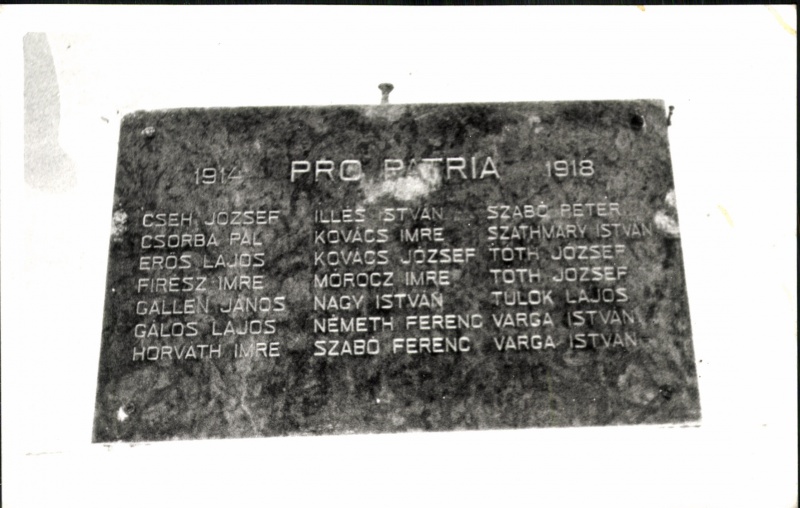 1914 PRO PATRIA 1918
CSEH JÓZSEF ILLÉS ISTVÁN SZABÓ PÉTER
CSORBA PÁL KOVÁCS IMRE SZATHMÁRY ISTVÁN
ERŐS LAJOS KOVÁCS JÓZSEF TÓTH JÓZSEF
FIRÉSZ IMRE MÓROCZ IMRE TÓTH JÓZSEF
GALLEN JÁNOS NAGY ISTVÁN TULOK LAJOS
GÁLOS LAJOS NÉMETH FERENC VARGA ISTVÁN
HORVÁTH IMRE SZABÓ FERENC VARGA ISTVÁN